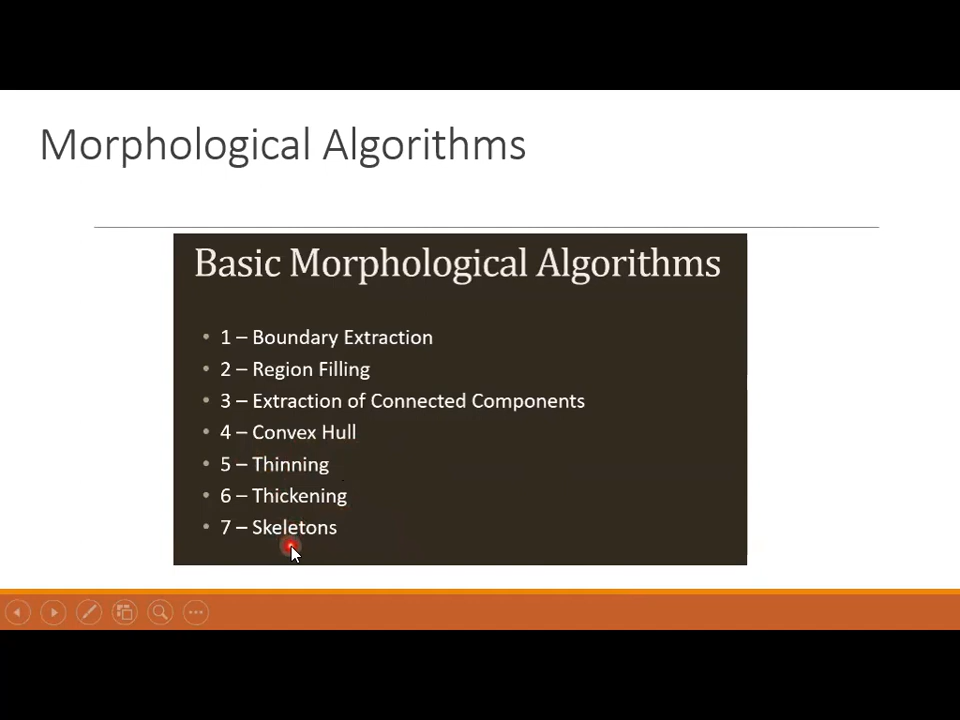 Morphological Algorithms
Basic Morphological Algorithms
• 1 – Boundary Extraction
• 2 – Region Filling
• 3 – Extraction of Connected Components
• 4 – Convex Hull
• 5 – Thinning
• 6 – Thickening
• 7 – Skeletons